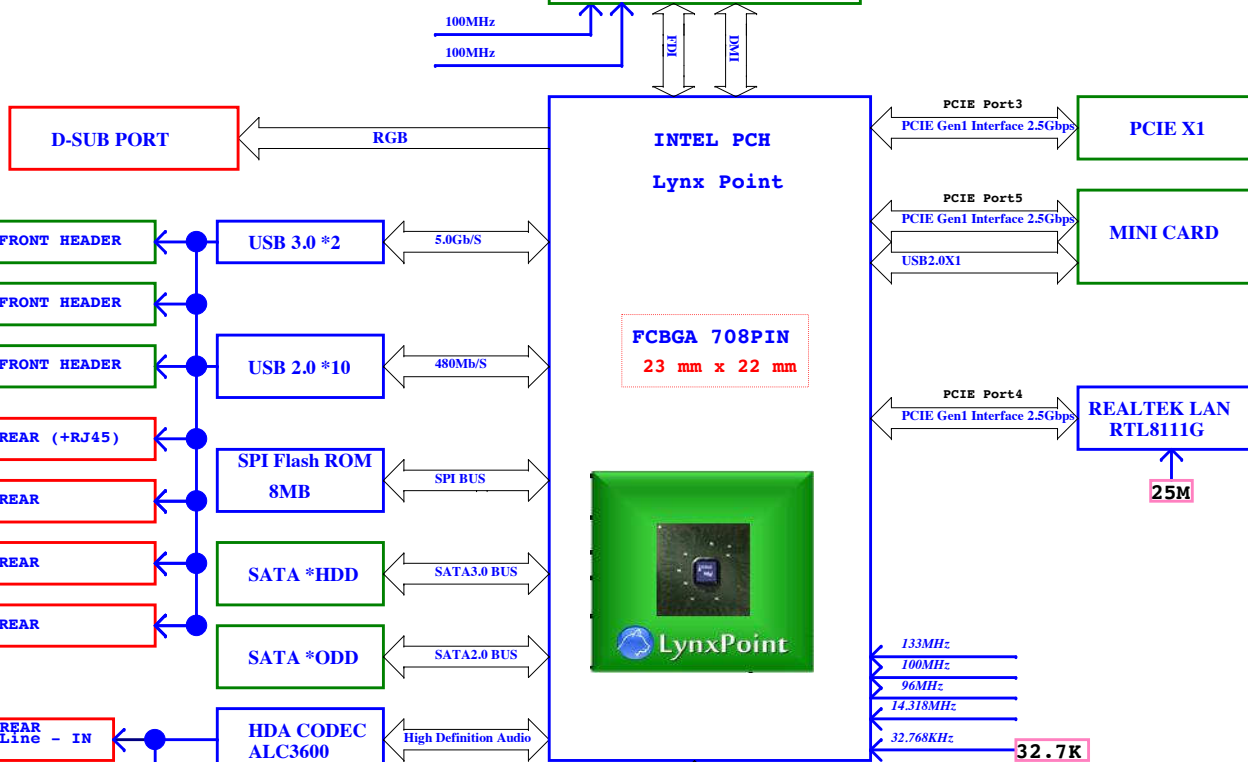 100MHz
100MHz
FDI
DMI
D-SUB PORT
RGB
INTEL PCH
Lynx Point
PCIE Port3
PCIE Gen1 Interface 2.5Gbps
PCIE X1
PCIE Port5
PCIE Gen1 Interface 2.5Gbps
USB2.0X1
MINI CARD
FRONT HEADER
USB 3.0 *2
5.0Gb/S
FRONT HEADER
FCBGA 708PIN
23 mm x 22 mm
FRONT HEADER
USB 2.0 *10
480Mb/S
PCIE Port4
PCIE Gen1 Interface 2.5Gbps
REALTEK LAN
RTL8111G
25M
REAR (+RJ45)
SPI Flash ROM
8MB
SPI BUS
REAR
REAR
SATA *HDD
SATA3.0 BUS
REAR
SATA *ODD
SATA2.0 BUS
LynxPoint
133MHz
100MHz
96MHz
14.318MHz
32.768KHz
32.7K
REAR
Line - IN
HDA CODEC
ALC3600
High Definition Audio